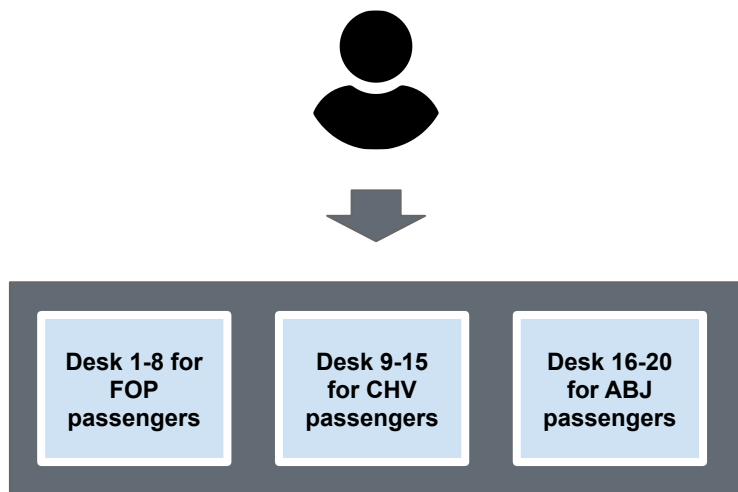 Desk 1-8 for
FOP
passengers
Desk 9-15
for CHV
passengers
Desk 16-20
for ABJ
passengers